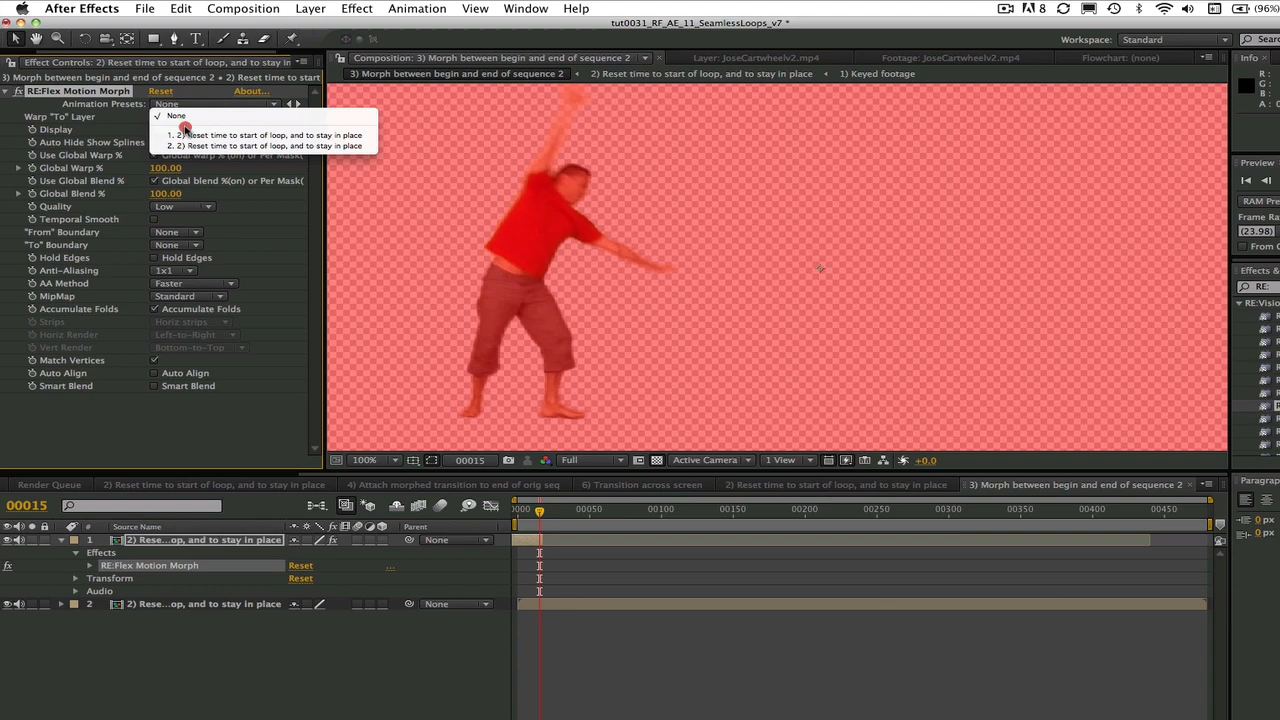 After Effects File Edit Composition Layer Effect Animation View Window Help 8 (96%)
tut0031_RF_AE_11_SeamlessLoops_v7 *
Workspace: Standard Searc
Effect Controls: 2) Reset time to start of loop, and to stay in
Composition: 3) Morph between begin and end of sequence 2 Layer: JoseCartwheelv2.mp4 Footage: JoseCartwheelv2.mp4 Flowchart: (none) Info
3) Morph between begin and end of sequence 2 • 2) Reset time to start
3) Morph between begin and end of sequence 2 2) Reset time to start of loop, and to stay in place 1) Keyed footage
RE:Flex Motion Morph Reset About...
Animation Presets: None
Warp "To" Layer
None
Display
1. 2) Reset time to start of loop, and to stay in place
2. 2) Reset time to start of loop, and to stay in place
Auto Hide Show Splines
Use Global Warp % Global Warp % (on) or Per Mask(
Global Warp % 100.00
Use Global Blend % Global blend %(on) or Per Mask(
Global Blend % 100.00
Quality Low
Temporal Smooth
"From" Boundary None
"To" Boundary None
Hold Edges Hold Edges
Anti-Aliasing 1x1
AA Method Faster
MipMap Standard
Accumulate Folds Accumulate Folds
Strips Horiz strips
Horiz Render Left-to-Right
Vert Render Bottom-to-Top
Match Vertices
Auto Align Auto Align
Smart Blend Smart Blend
Preview
RAM Pre
Frame Ra
(23.98)
From C
Effects &
RE:
RE:Vision
100% 00015 Full Active Camera 1 View +0.0
Render Queue 2) Reset time to start of loop, and to stay in place 4) Attach morphed transition to end of orig seq 6) Transition across screen 2) Reset time to start of loop, and to stay in place 3) Morph between begin and end of sequence 2
Paragrap
00015
0000 00050 00100 00150 00200 00250 00300 00350 00400 00450
0 px
0 px
# Source Name Parent
1 2) Rese...op, and to stay in place None
Effects
RE:Flex Motion Morph Reset ...
Transform Reset
Audio
2 2) Rese...op, and to stay in place None